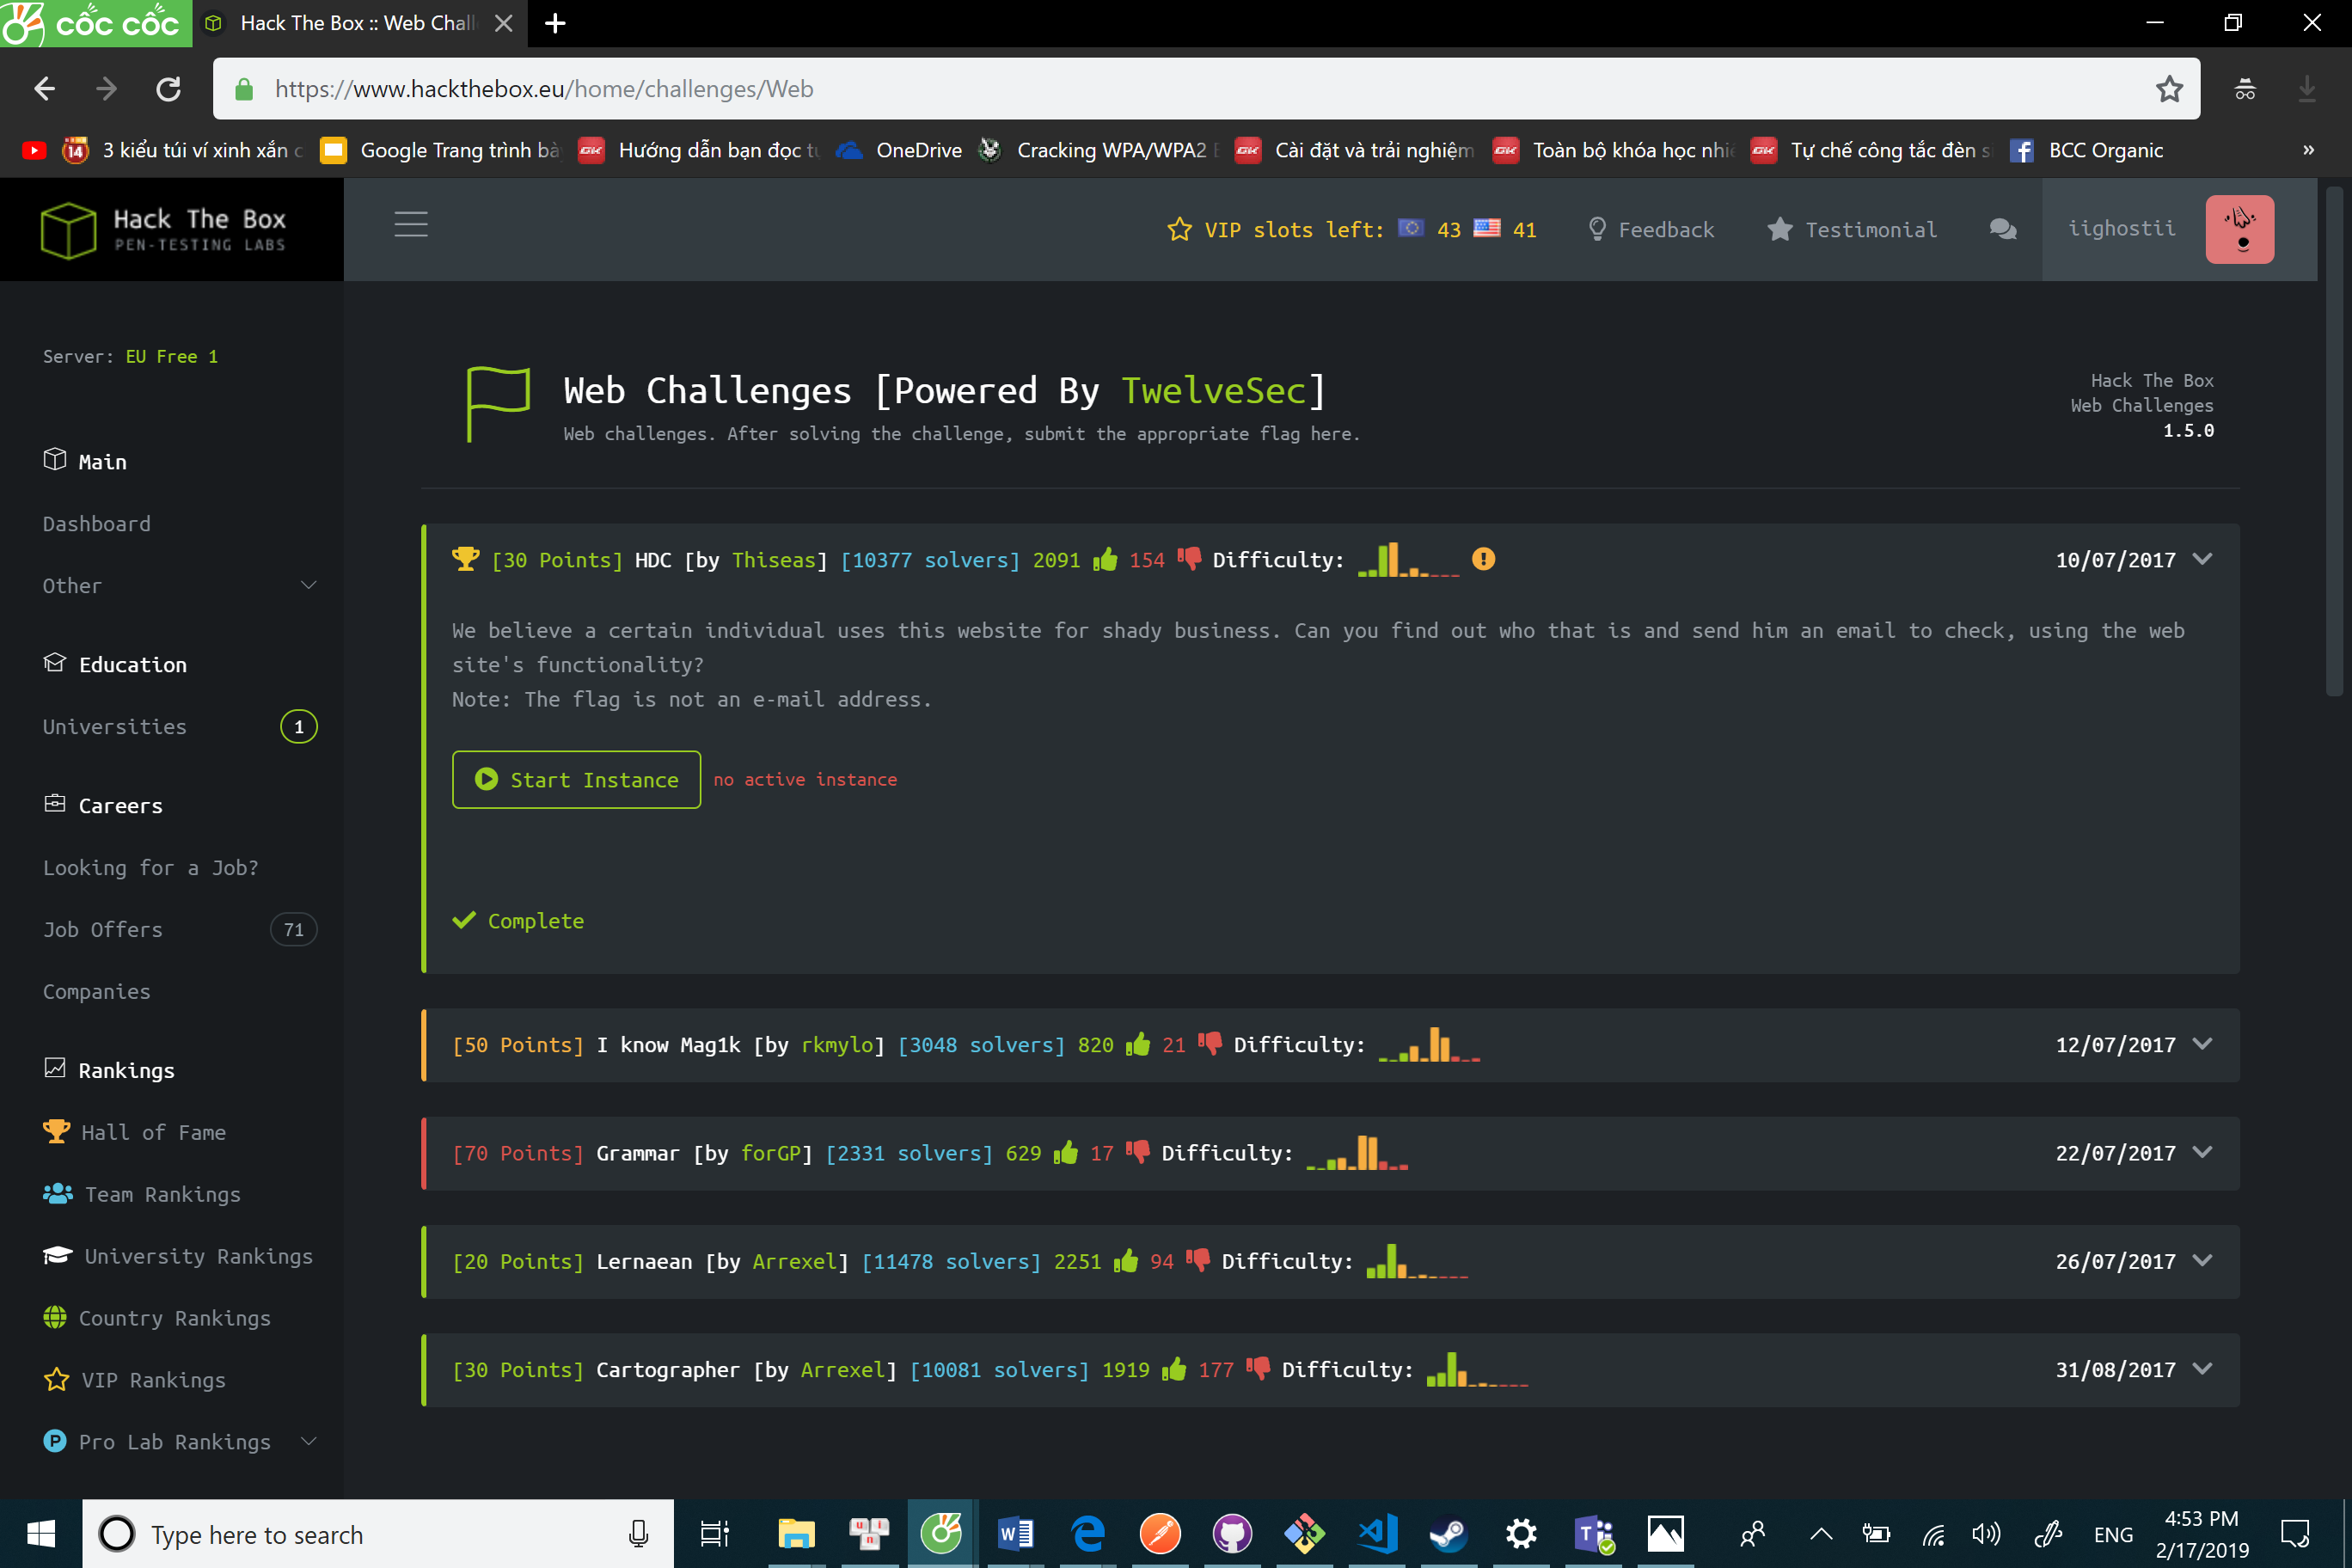 cốc cốc
Hack The Box :: Web Chall
https://www.hackthebox.eu/home/challenges/Web
14 3 kiểu túi ví xinh xắn c Google Trang trình bà GK Hướng dẫn bạn đọc tự OneDrive Cracking WPA/WPA2 GK Cài đặt và trải nghiệm GK Toàn bộ khóa học nhi GK Tự chế công tắc đèn s BCC Organic »
Hack The Box
PEN-TESTING LABS
VIP slots left: 43 41 Feedback Testimonial iighostii
Server: EU Free 1
Main
Dashboard
Other
Education
Universities 1
Careers
Looking for a Job?
Job Offers 71
Companies
Rankings
Hall of Fame
Team Rankings
University Rankings
Country Rankings
VIP Rankings
P Pro Lab Rankings
Web Challenges [Powered By TwelveSec]
Web challenges. After solving the challenge, submit the appropriate flag here.
Hack The Box
Web Challenges
1.5.0
[30 Points] HDC [by Thiseas] [10377 solvers] 2091 154 Difficulty: 10/07/2017
We believe a certain individual uses this website for shady business. Can you find out who that is and send him an email to check, using the web
site's functionality?
Note: The flag is not an e-mail address.
Start Instance no active instance
Complete
[50 Points] I know Mag1k [by rkmylo] [3048 solvers] 820 21 Difficulty: 12/07/2017
[70 Points] Grammar [by forGP] [2331 solvers] 629 17 Difficulty: 22/07/2017
[20 Points] Lernaean [by Arrexel] [11478 solvers] 2251 94 Difficulty: 26/07/2017
[30 Points] Cartographer [by Arrexel] [10081 solvers] 1919 177 Difficulty: 31/08/2017
Type here to search
ENG
4:53 PM
2/17/2019